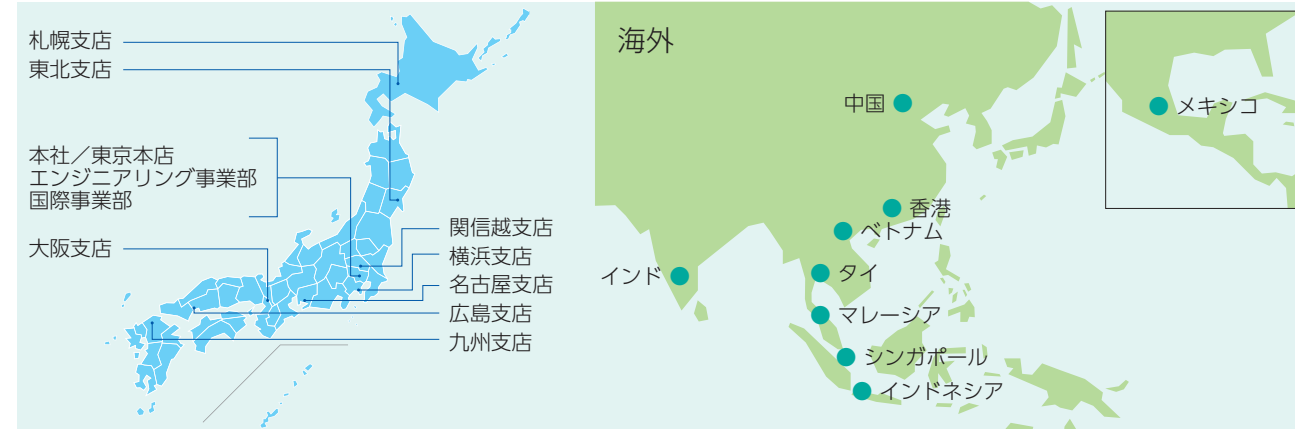 札幌支店
東北支店
本社／東京本店
エンジニアリング事業部
国際事業部
大阪支店
関信越支店
横浜支店
名古屋支店
広島支店
九州支店
海外
中国
香港
ベトナム
インド
タイ
マレーシア
シンガポール
インドネシア
メキシコ